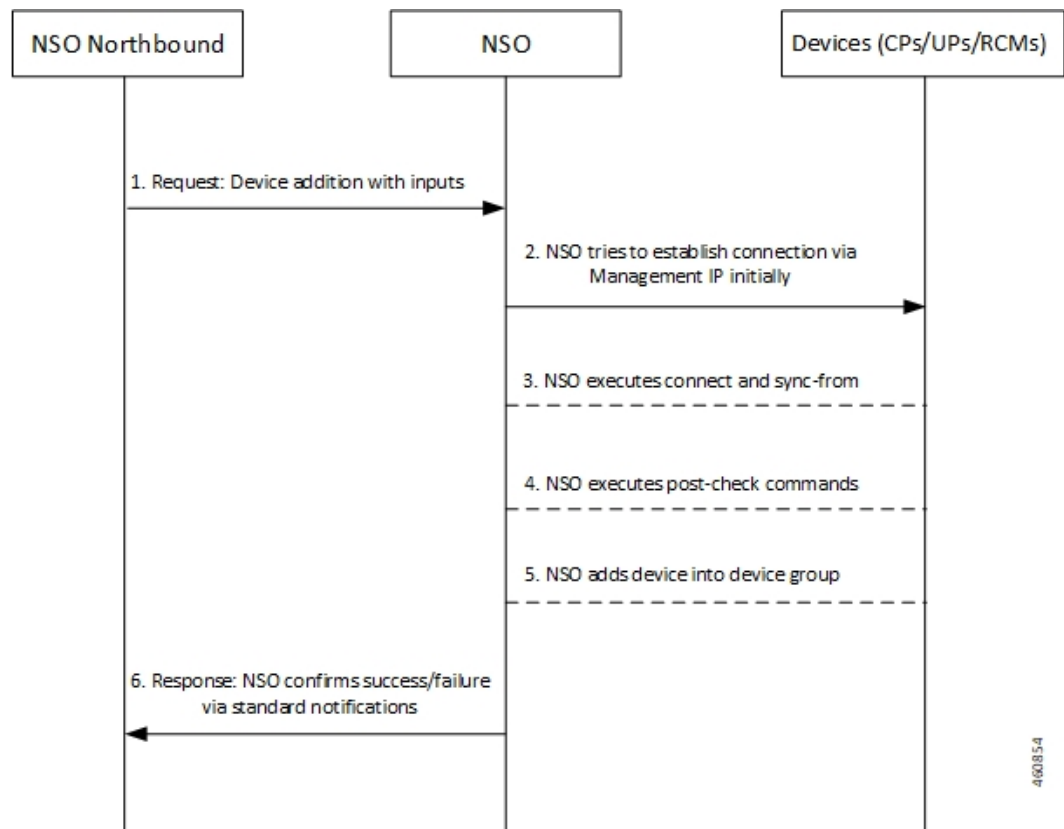 NSO Northbound
NSO
Devices (CPs/UPs/RCMs)
1. Request: Device addition with inputs
2. NSO tries to establish connection via
Management IP initially
3. NSO executes connect and sync-from
4. NSO executes post-check commands
5. NSO adds device into device group
6. Response: NSO confirms success/failure
via standard notifications
460854